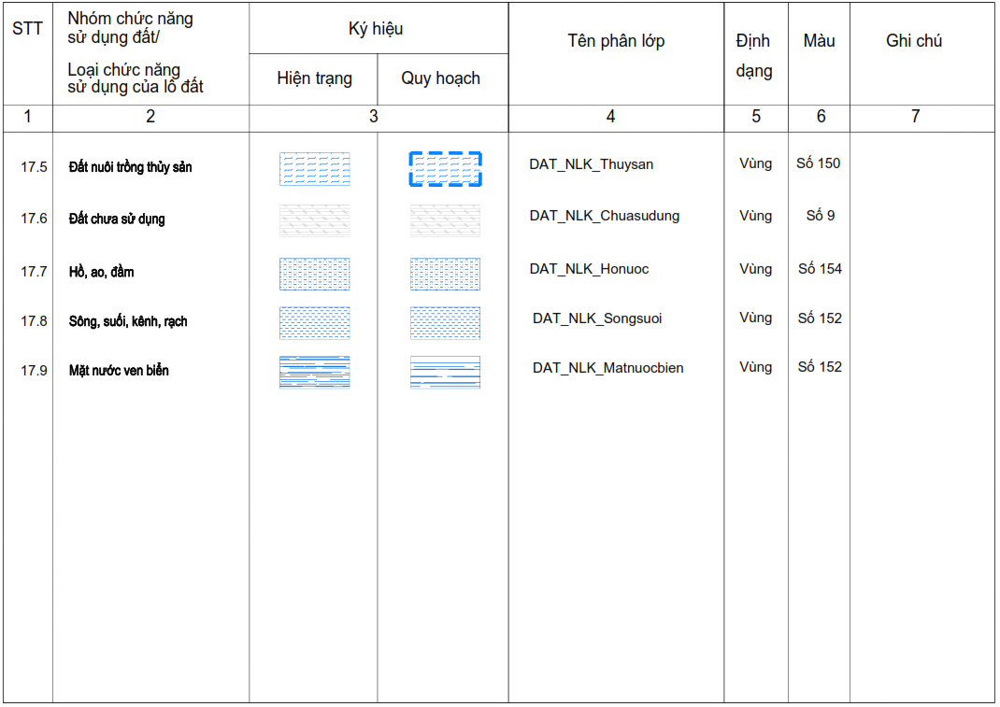 STT
Nhóm chức năng
sử dụng đất/
Loại chức năng
sử dụng của lô đất
Ký hiệu
Hiện trạng
Quy hoạch
Tên phân lớp
Định
dạng
Màu
Ghi chú
1 2 3 4 5 6 7
17.5 Đất nuôi trồng thủy sản DAT_NLK_Thuysan Vùng Số 150
17.6 Đất chưa sử dụng DAT_NLK_Chuasudung Vùng Số 9
17.7 Hồ, ao, đầm DAT_NLK_Honuoc Vùng Số 154
17.8 Sông, suối, kênh, rạch DAT_NLK_Songsuoi Vùng Số 152
17.9 Mặt nước ven biển DAT_NLK_Matnuocbien Vùng Số 152